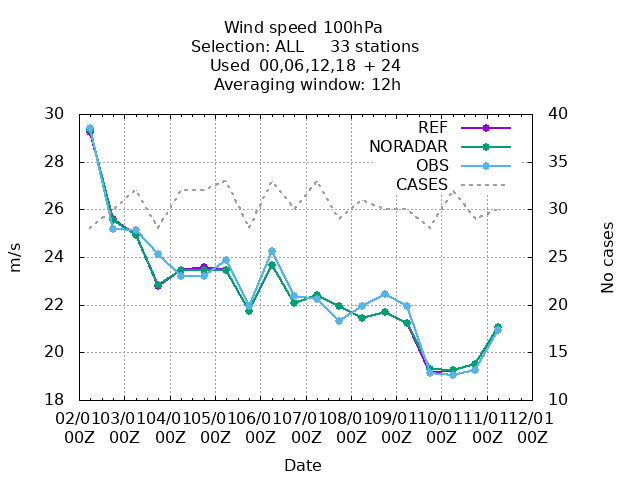 Wind speed 100hPa
Selection: ALL 33 stations
Used 00,06,12,18 + 24
Averaging window: 12h
30
28
26
24
22
20
18
m/s
40
35
30
25
20
15
10
No cases
REF
NORADAR
OBS
CASES
02/01 03/01 04/01 05/01 06/01 07/01 08/01 09/01 10/01 11/01 12/01
00Z 00Z 00Z 00Z 00Z 00Z 00Z 00Z 00Z 00Z 00Z
Date